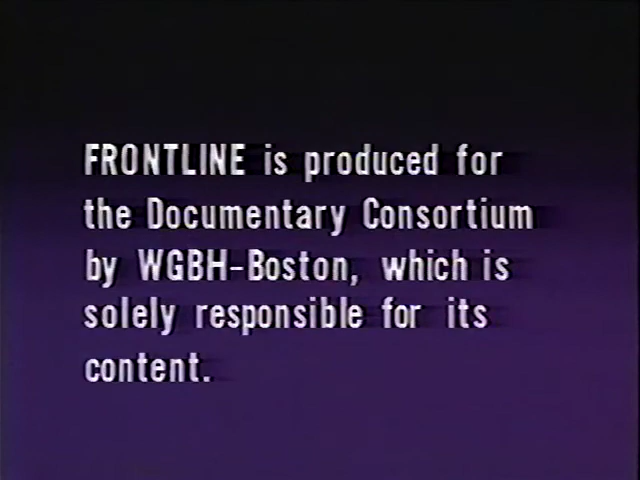 FRONTLINE is produced for
the Documentary Consortium
by WGBH-Boston, which is
solely responsible for its
content.